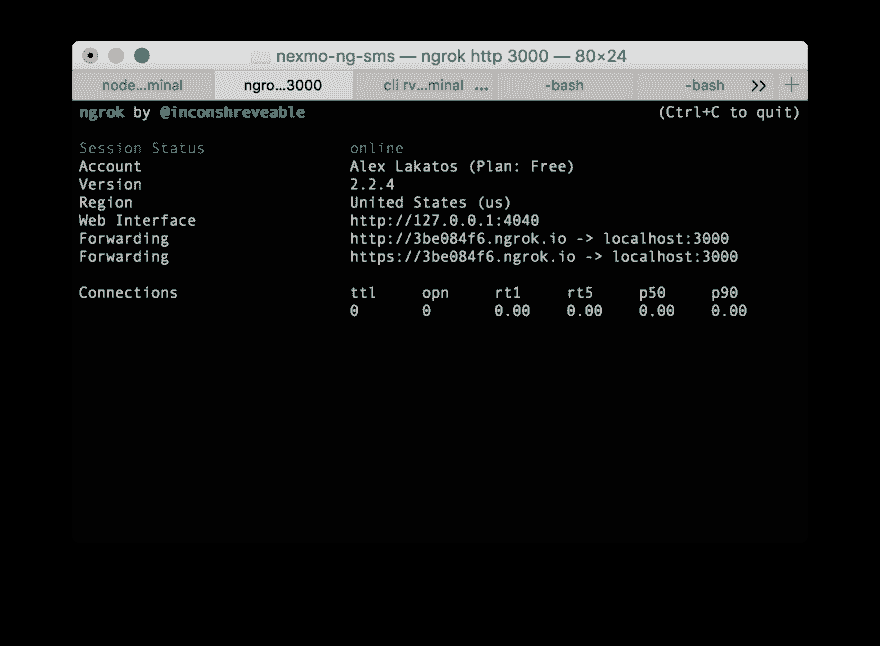 nexmo-ng-sms — ngrok http 3000 — 80×24
node...minal ngro...3000 cli rv...minal ... -bash -bash >> +
ngrok by @inconshreveable (Ctrl+C to quit)
Session Status online
Account Alex Lakatos (Plan: Free)
Version 2.2.4
Region United States (us)
Web Interface http://127.0.0.1:4040
Forwarding http://3be084f6.ngrok.io -> localhost:3000
Forwarding https://3be084f6.ngrok.io -> localhost:3000
Connections ttl opn rt1 rt5 p50 p90
0 0 0.00 0.00 0.00 0.00